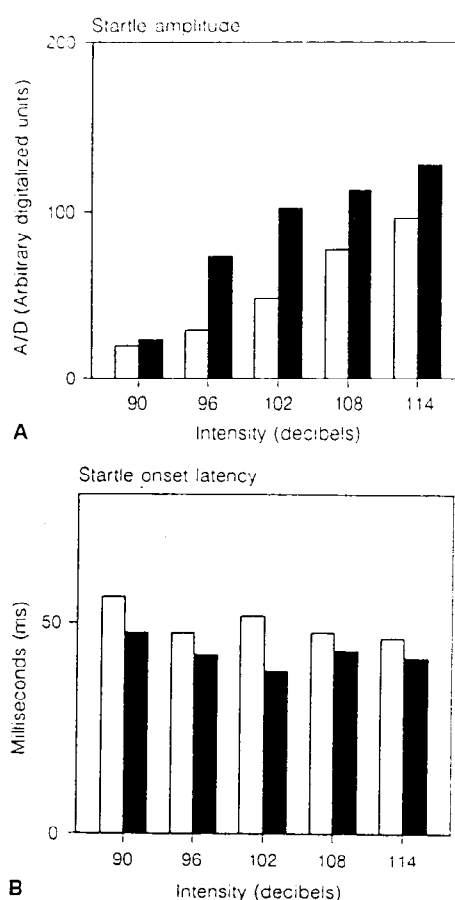 Startle amplitude
200
100
0
A/D (Arbitrary digitalized units)
90 96 102 108 114
A
Intensity (decibels)
Startle onset latency
50
0
Milliseconds (ms)
90 96 102 108 114
B
Intensity (decibels)